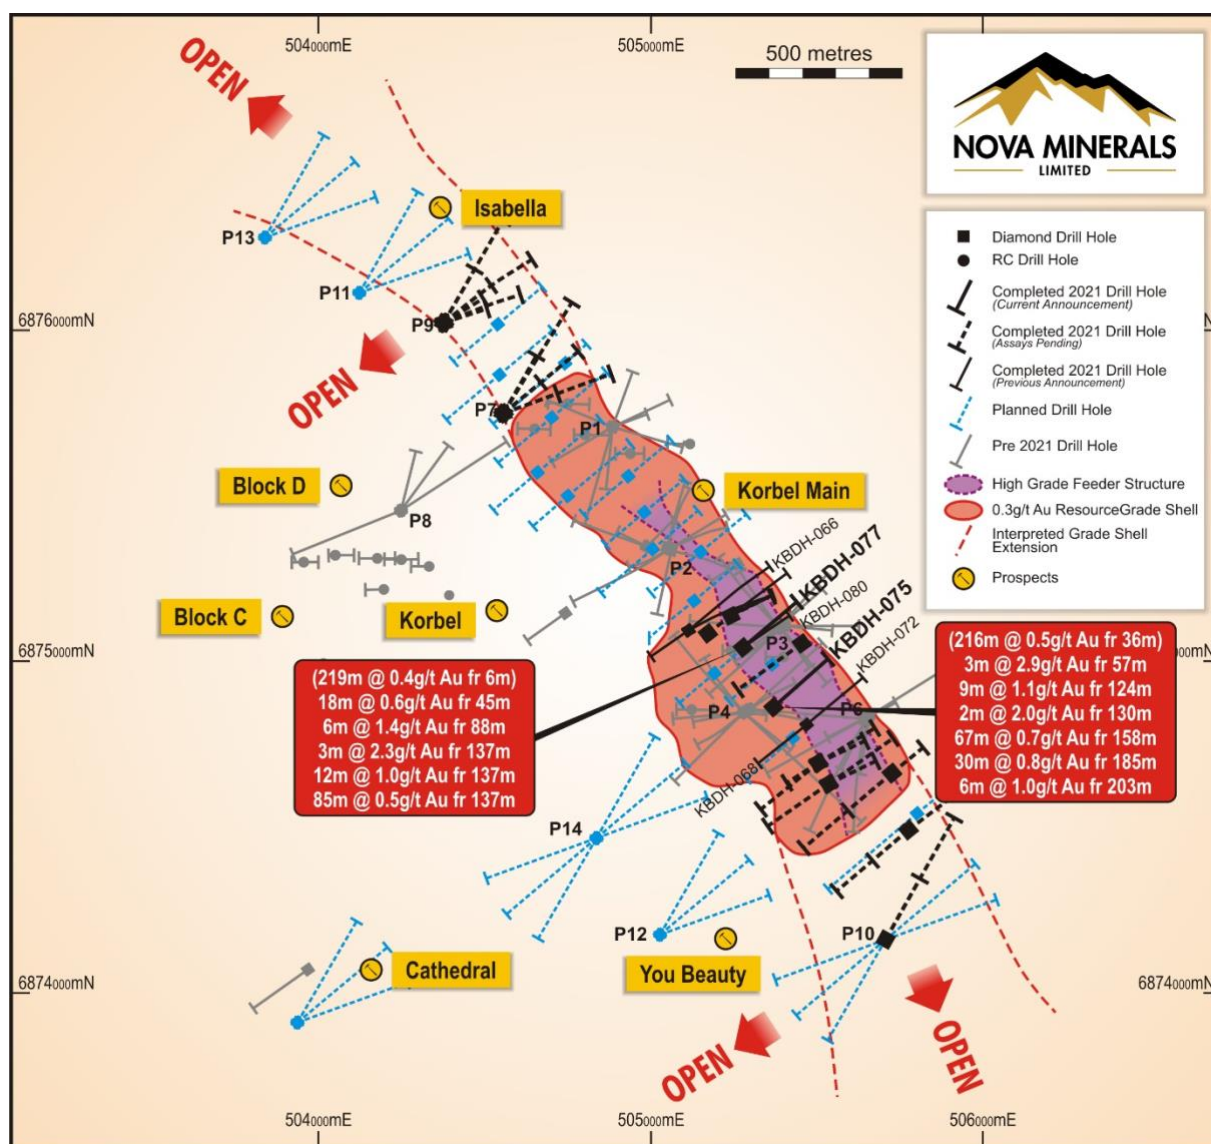 504000mE
505000mE
500 metres
OPEN
NOVA MINERALS
LIMITED
Isabella
P13
P11
Diamond Drill Hole
RC Drill Hole
Completed 2021 Drill Hole
(Current Announcement)
Completed 2021 Drill Hole
(Assays Pending)
Completed 2021 Drill Hole
(Previous Announcement)
Planned Drill Hole
Pre 2021 Drill Hole
High Grade Feeder Structure
0.3g/t Au ResourceGrade Shell
Interpreted Grade Shell
Extension
Prospects
6876000mN
P9
OPEN
P7
P1
Block D
Korbel Main
P8
KBDH-066
KBDH-077
P2
KBDH-080
KBDH-075
Block C
Korbel
KBDH-072
6875000mN
P3
(219m @ 0.4g/t Au fr 6m)
18m @ 0.6g/t Au fr 45m
6m @ 1.4g/t Au fr 88m
3m @ 2.3g/t Au fr 137m
12m @ 1.0g/t Au fr 137m
85m @ 0.5g/t Au fr 137m
P4
P6
(216m @ 0.5g/t Au fr 36m)
3m @ 2.9g/t Au fr 57m
9m @ 1.1g/t Au fr 124m
2m @ 2.0g/t Au fr 130m
67m @ 0.7g/t Au fr 158m
30m @ 0.8g/t Au fr 185m
6m @ 1.0g/t Au fr 203m
KBDH-068
P14
P12
P10
Cathedral
You Beauty
6874000mN
6874000m
OPEN
OPEN
504000mE
505000mE
506000mE